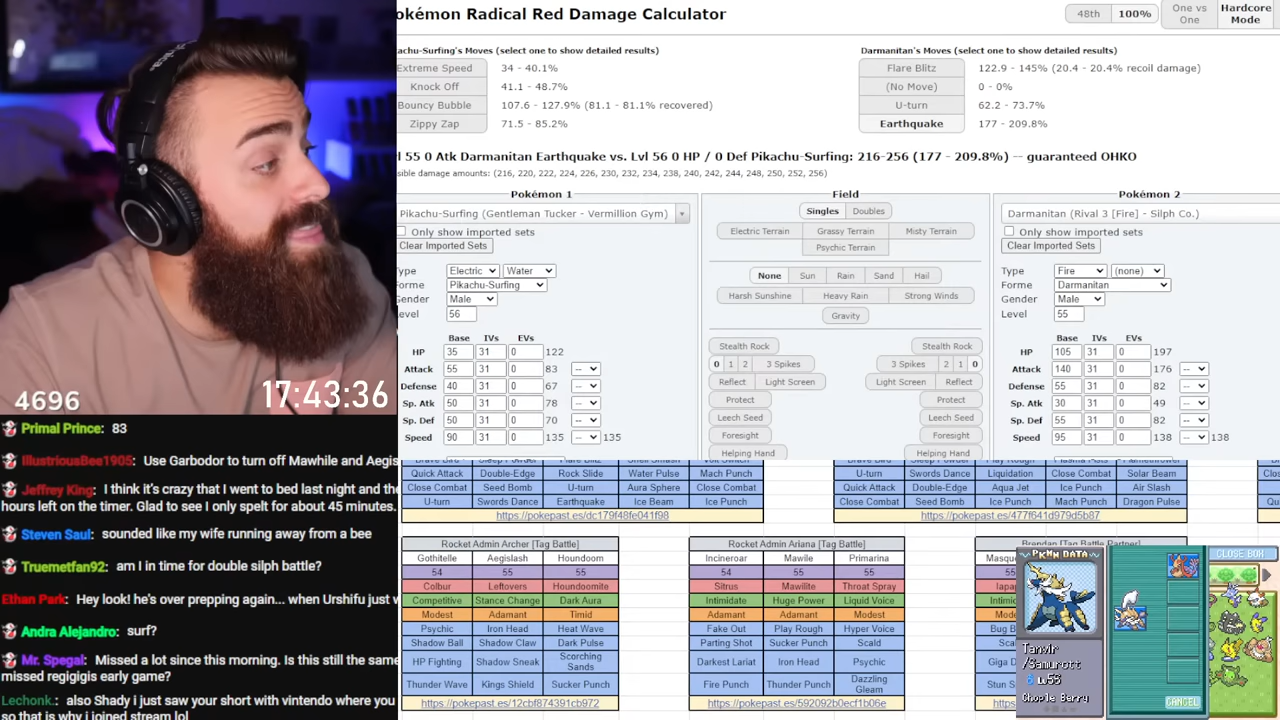 okémon Radical Red Damage Calculator
48th 100% One vs One Hardcore Mode
achu-Surfing's Moves (select one to show detailed results)
Extreme Speed 34 - 40.1%
Knock Off 41.1 - 48.7%
Bouncy Bubble 107.6 - 127.9% (81.1 - 81.1% recovered)
Zippy Zap 71.5 - 85.2%
Darmanitan's Moves (select one to show detailed results)
Flare Blitz 122.9 - 145% (20.4 - 20.4% recoil damage)
(No Move) 0 - 0%
U-turn 62.2 - 73.7%
Earthquake 177 - 209.8%
l 55 0 Atk Darmanitan Earthquake vs. Lvl 56 0 HP / 0 Def Pikachu-Surfing: 216-256 (177 - 209.8%) -- guaranteed OHKO
sible damage amounts: (216, 220, 222, 224, 226, 230, 232, 234, 238, 240, 242, 244, 248, 250, 252, 256)
Pokémon 1
Pikachu-Surfing (Gentleman Tucker - Vermillion Gym)
Only show imported sets
Clear Imported Sets
Type Electric Water
Forme Pikachu-Surfing
Gender Male
Level 56
Base IVs EVs
HP 35 31 0 122
Attack 55 31 0 83 --
Defense 40 31 0 67 --
Sp. Atk 50 31 0 78 --
Sp. Def 50 31 0 70 --
Speed 90 31 0 135 -- 135
Field
Singles Doubles
Electric Terrain Grassy Terrain Misty Terrain
Psychic Terrain
None Sun Rain Sand Hail
Harsh Sunshine Heavy Rain Strong Winds
Gravity
Stealth Rock Stealth Rock
0 1 2 3 Spikes 3 Spikes 2 1 0
Reflect Light Screen Light Screen Reflect
Protect Protect
Leech Seed Leech Seed
Foresight Foresight
Helping Hand Helping Hand
Pokémon 2
Darmanitan (Rival 3 [Fire] - Silph Co.)
Only show imported sets
Clear Imported Sets
Type Fire (none)
Forme Darmanitan
Gender Male
Level 55
Base IVs EVs
HP 105 31 0 197
Attack 140 31 0 176 --
Defense 55 31 0 82 --
Sp. Atk 30 31 0 49 --
Sp. Def 55 31 0 82 --
Speed 95 31 0 138 -- 138
4696 17:43:36
Primal Prince: 83
IllustriousBee1905: Use Garbodor to turn off Mawhile and Aegis
Jeffrey King: I think it's crazy that I went to bed last night and the
hours left on the timer. Glad to see I only spelt for about 45 minutes.
Steven Saul: sounded like my wife running away from a bee
Truemetfan92: am I in time for double silph battle?
Ethan Park: Hey look! he's over prepping again... when Urshifu just w
Andra Alejandro: surf?
Mr. Spegal: Missed a lot since this morning. Is this still the same
missed regigigis early game?
Lechonk.: also Shady i just saw your short with vintendo where you
so that is why i joined stream lol
Quick Attack Double-Edge Rock Slide Water Pulse Mach Punch
Close Combat Seed Bomb U-turn Aura Sphere Close Combat
U-turn Swords Dance Earthquake Ice Beam Ice Punch
https://pokepast.es/dc179f48fe041f98
U-turn Swords Dance Liquidation Close Combat Solar Beam
Quick Attack Double-Edge Aqua Jet Ice Punch Air Slash
Close Combat Seed Bomb Ice Punch Mach Punch Dragon Pulse
https://pokepast.es/477f641d979d5b87
Rocket Admin Archer [Tag Battle]
Gothitelle Aegislash Houndoom
54 55 55
Colbur Leftovers Houndoomite
Competitive Stance Change Dark Aura
Modest Adamant Timid
Psychic Iron Head Heat Wave
Shadow Ball Shadow Claw Dark Pulse
HP Fighting Shadow Sneak Scorching Sands
Thunder Wave Kings Shield Sucker Punch
https://pokepast.es/12cbf874391cb972
Rocket Admin Ariana [Tag Battle]
Incineroar Mawile Primarina
54 55 55
Sitrus Mawilite Throat Spray
Intimidate Huge Power Liquid Voice
Adamant Adamant Modest
Fake Out Play Rough Hyper Voice
Parting Shot Sucker Punch Scald
Darkest Lariat Iron Head Psychic
Fire Punch Thunder Punch Dazzling Gleam
https://pokepast.es/592092b0ecf1b06e
Brendan [Tag Battle Partner]
Masqu
55
Iapap
Intimid
Modest
Bug B
Giga D
Stun S
https://
PKMN DATA
CLOSE BOX
Tanvir
/Samurott
Lv53
Chople Berry
CANCEL